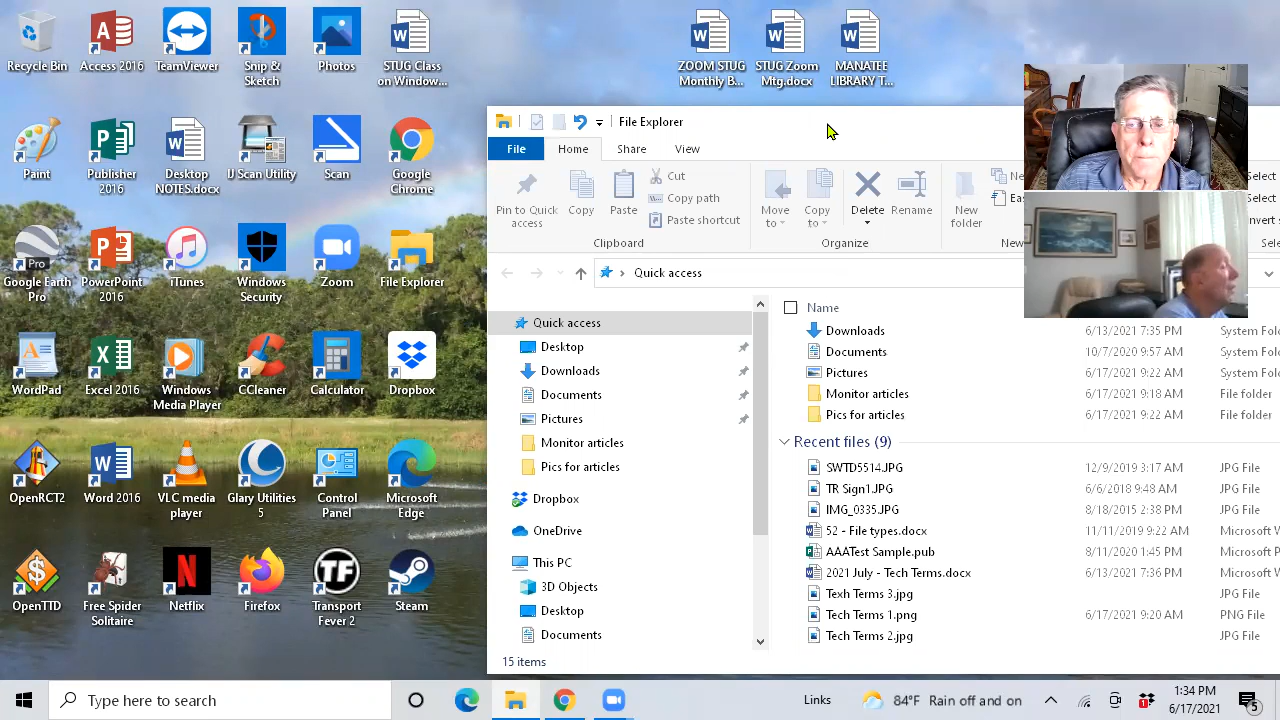 Recycle Bin
Access 2016
TeamViewer
Snip &
Sketch
Photos
STUG Class
on Window...
ZOOM STUG
Monthly B...
STUG Zoom
Mtg.docx
MANATEE
LIBRARY T...
Paint
Publisher
2016
Desktop
NOTES.docx
IJ Scan Utility
Scan
Google
Chrome
Pro
Google Earth
Pro
PowerPoint
2016
iTunes
Windows
Security
Zoom
File Explorer
WordPad
Excel 2016
Windows
Media Player
CCleaner
Calculator
Dropbox
OpenRCT2
Word 2016
VLC media
player
Glary Utilities
5
Control
Panel
Microsoft
Edge
OpenTTD
Free Spider
Solitaire
Netflix
Firefox
TF
Transport
Fever 2
Steam
File Explorer
File Home Share View
Pin to Quick
access
Copy
Paste
Cut
Copy path
Paste shortcut
Clipboard
Move
to
Copy
to
Delete
Rename
Organize
New
folder
New
Select
Quick access
Quick access
Desktop
Downloads
Documents
Pictures
Monitor articles
Pics for articles
Dropbox
OneDrive
This PC
3D Objects
Desktop
Documents
Name
Downloads 6/13/2021 7:35 PM System Fol
Documents 10/7/2020 9:57 AM System Fold
Pictures 6/17/2021 9:22 AM System Fold
Monitor articles 6/17/2021 9:18 AM File folder
Pics for articles 6/17/2021 9:22 AM File folder
Recent files (9)
SWTD5514.JPG 12/9/2019 3:17 AM JPG File
TR Sign1.JPG 6/6/2018 9:48 AM JPG File
IMG_0335.JPG 8/18/2015 2:38 PM JPG File
52 - File types.docx 11/11/2019 9:22 AM Microsoft W
AAATest Sample.pub 8/11/2020 1:45 PM Microsoft P
2021 July - Tech Terms.docx 6/13/2021 7:36 PM Microsoft W
Tech Terms 3.jpg JPG File
Tech Terms 1.png 6/17/2021 9:20 AM PNG File
Tech Terms 2.jpg JPG File
15 items
Type here to search
Links
84°F Rain off and on
1:34 PM
6/17/2021
5